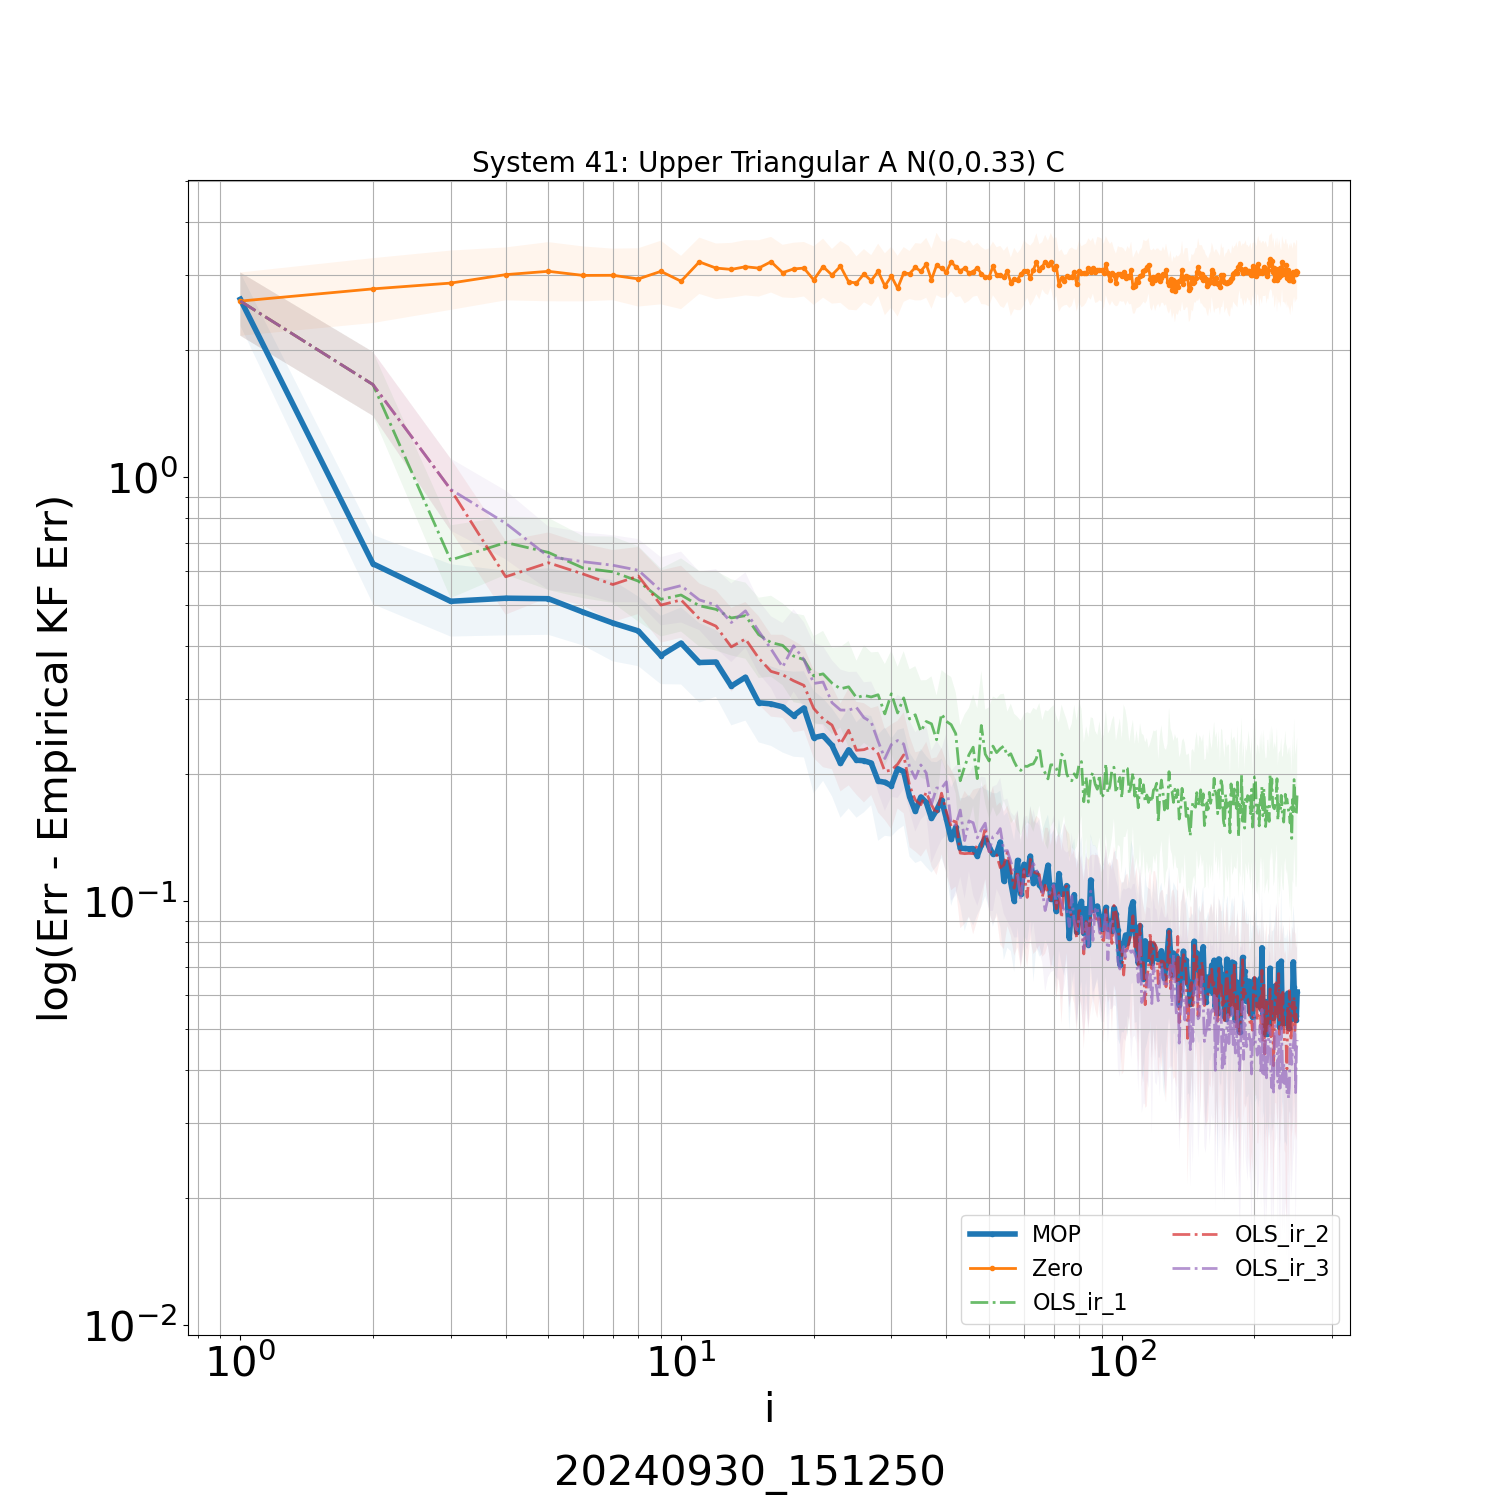 System 41: Upper Triangular A N(0,0.33) C
log(Err - Empirical KF Err)
10⁰
10⁻¹
10⁻²
10⁰ 10¹ 10²
i
20240930_151250
MOP
Zero
OLS_ir_1
OLS_ir_2
OLS_ir_3